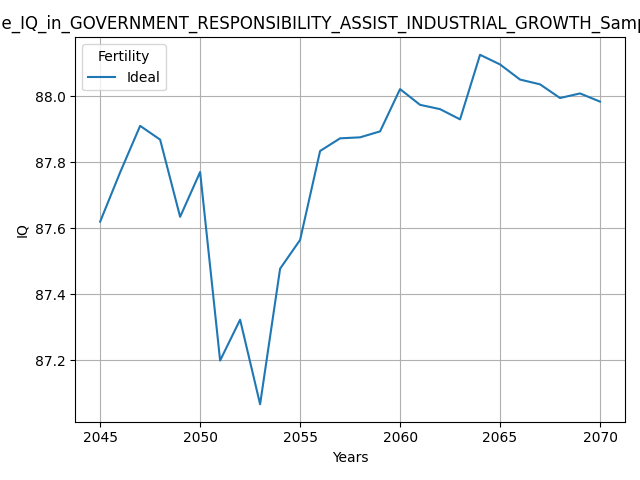 e_IQ_in_GOVERNMENT_RESPONSIBILITY_ASSIST_INDUSTRIAL_GROWTH_Samp
Fertility
Ideal
88.0
87.8
87.6
87.4
87.2
IQ
2045 2050 2055 2060 2065 2070
Years